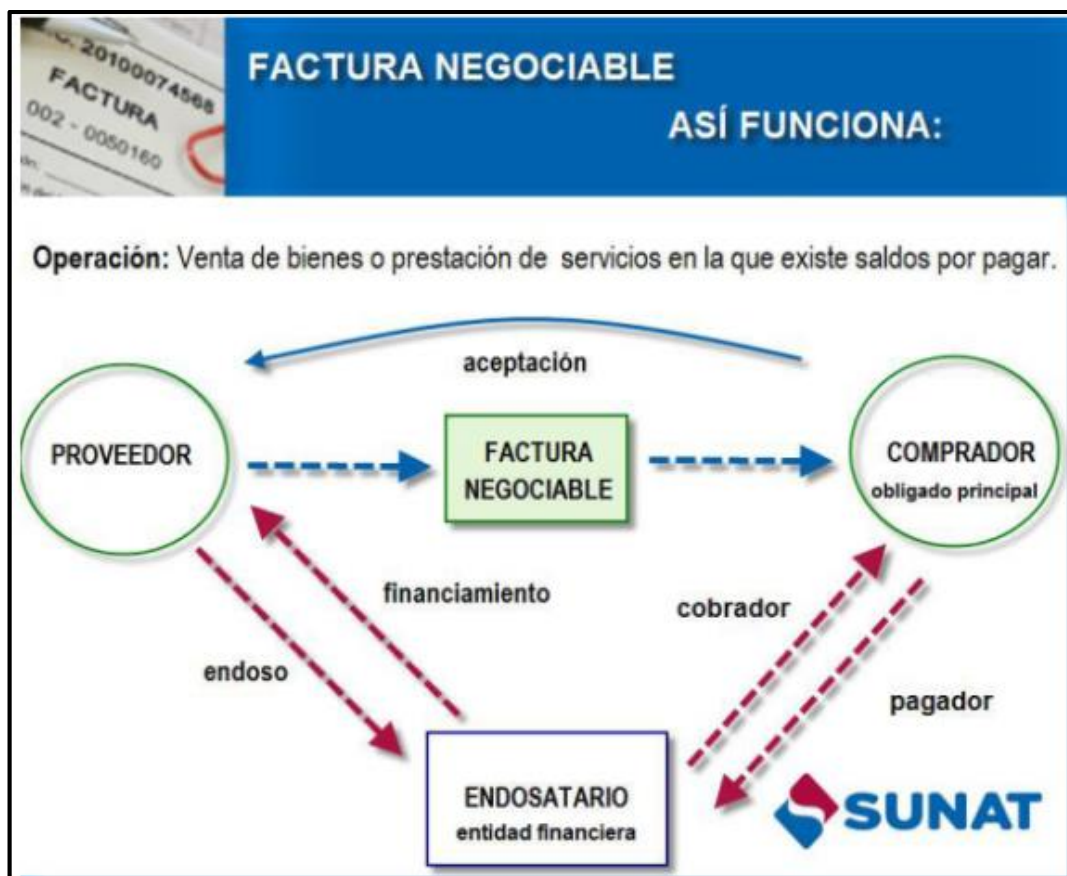 C. 20100074568
FACTURA
002 - 0050160
FACTURA NEGOCIABLE
ASÍ FUNCIONA:
Operación: Venta de bienes o prestación de servicios en la que existe saldos por pagar.
aceptación
PROVEEDOR
FACTURA
NEGOCIABLE
COMPRADOR
obligado principal
financiamiento
cobrador
endoso
pagador
ENDOSATARIO
entidad financiera
SUNAT